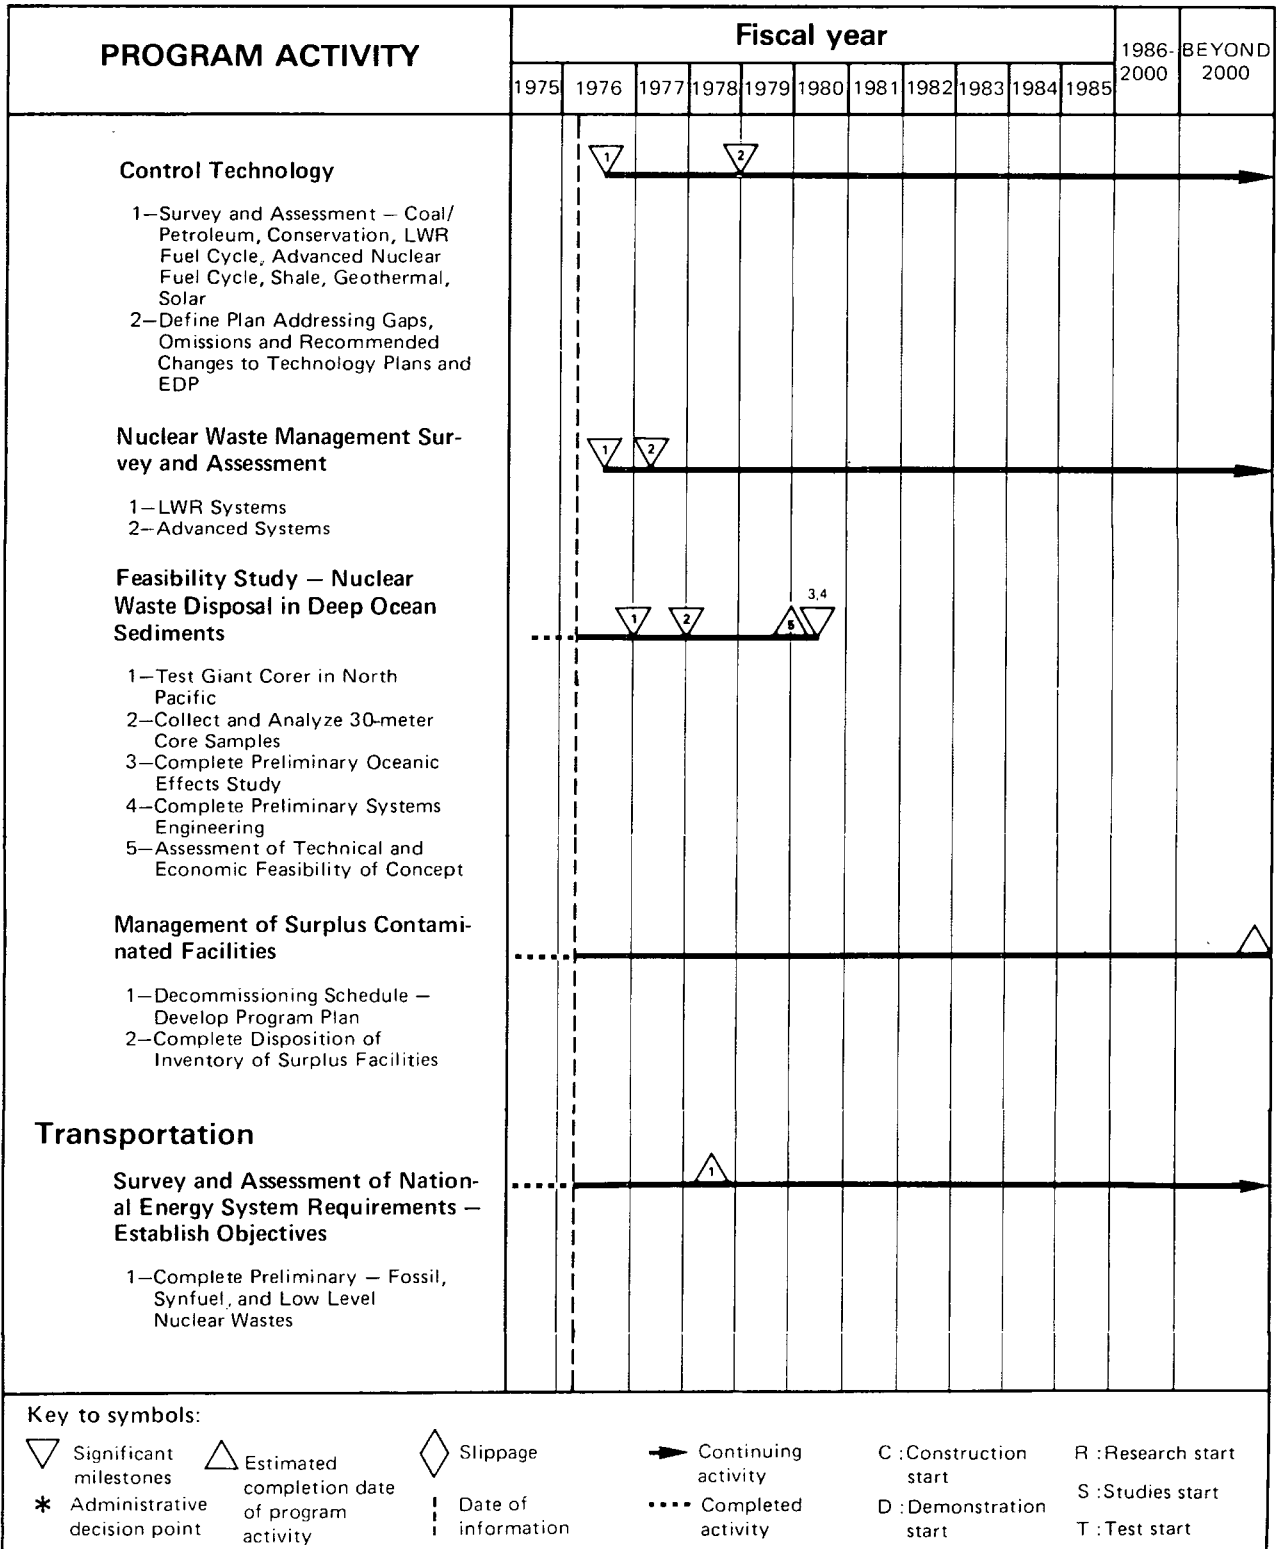 PROGRAM ACTIVITY
Fiscal year
1975 1976 1977 1978 1979 1980 1981 1982 1983 1984 1985
1986-
2000
BEYOND
2000
Control Technology
1 2
1—Survey and Assessment — Coal/
Petroleum, Conservation, LWR
Fuel Cycle, Advanced Nuclear
Fuel Cycle, Shale, Geothermal,
Solar
2—Define Plan Addressing Gaps,
Omissions and Recommended
Changes to Technology Plans and
EDP
Nuclear Waste Management Sur-
vey and Assessment
1 2
1—LWR Systems
2—Advanced Systems
Feasibility Study — Nuclear
Waste Disposal in Deep Ocean
Sediments
3,4
1 2 5
1—Test Giant Corer in North
Pacific
2—Collect and Analyze 30-meter
Core Samples
3—Complete Preliminary Oceanic
Effects Study
4—Complete Preliminary Systems
Engineering
5—Assessment of Technical and
Economic Feasibility of Concept
Management of Surplus Contami-
nated Facilities
1—Decommissioning Schedule —
Develop Program Plan
2—Complete Disposition of
Inventory of Surplus Facilities
Transportation
Survey and Assessment of Nation-
al Energy System Requirements —
Establish Objectives
1
1—Complete Preliminary — Fossil,
Synfuel, and Low Level
Nuclear Wastes
Key to symbols:
Significant
milestones
* Administrative
decision point
Estimated
completion date
of program
activity
Slippage
Date of
information
Continuing
activity
Completed
activity
C : Construction
start
D : Demonstration
start
R : Research start
S : Studies start
T : Test start